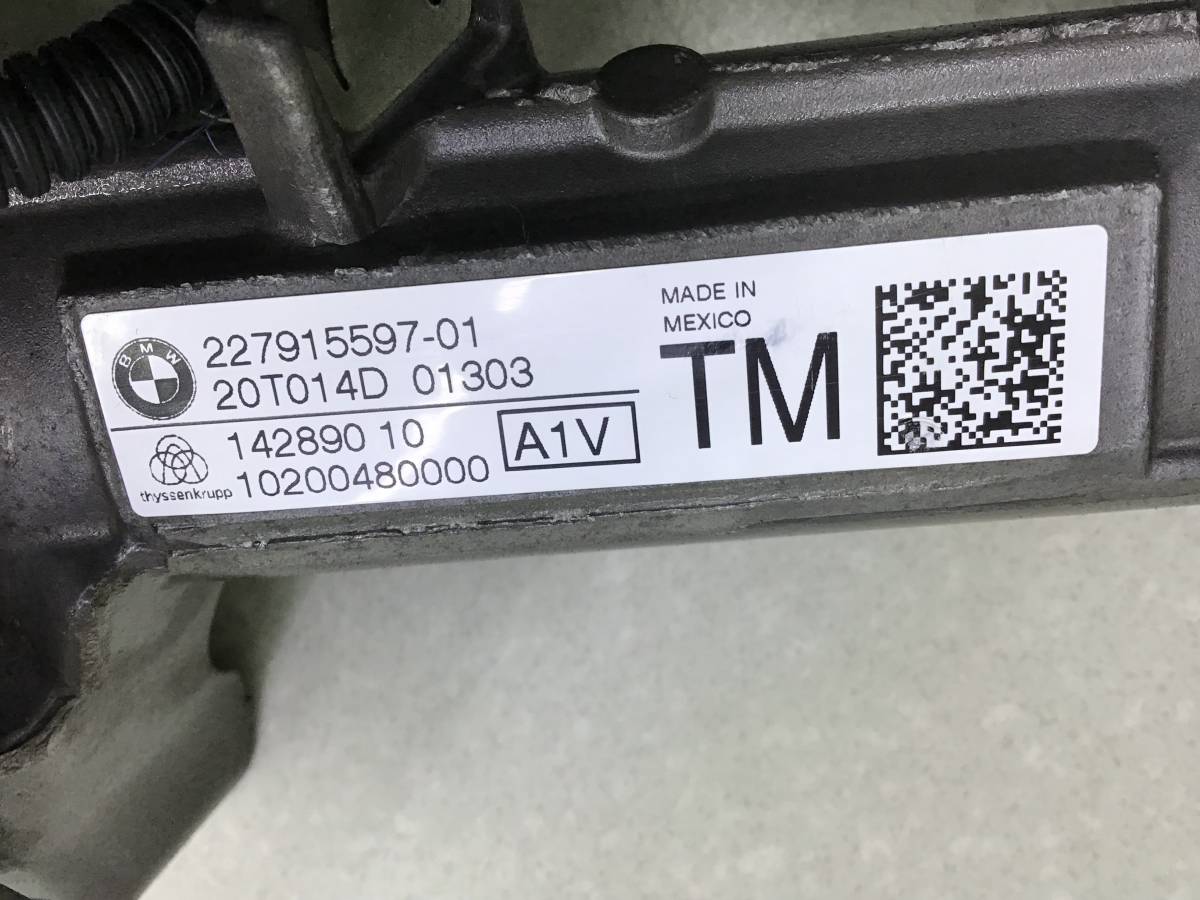 BMW
227915597-01
20T014D 01303
thyssenkrupp
142890 10
10200480000
A1V
MADE IN
MEXICO
TM